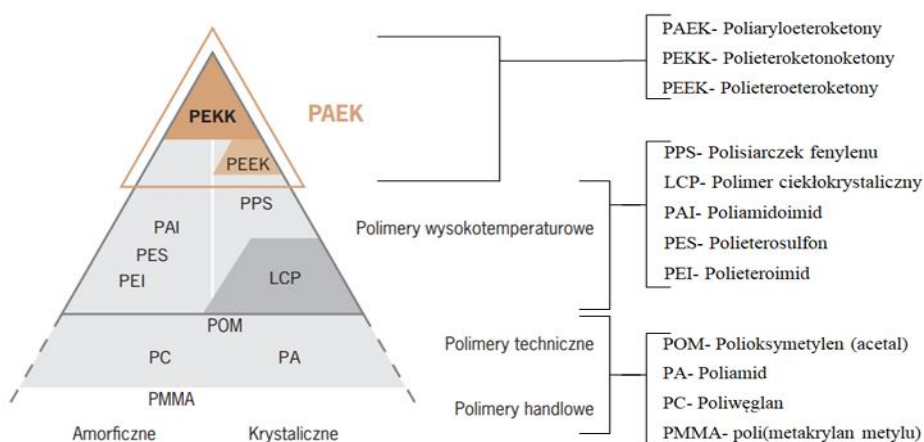 PEKK
PAEK
PEEK
PPS
PAI
PES
PEI
LCP
POM
PC
PA
PMMA
Amorficzne
Krystaliczne
Polimery wysokotemperaturowe
Polimery techniczne
Polimery handlowe
PAEK- Poliaryloeteroketony
PEKK- Polieteroketonoketony
PEEK- Polieteroeteroketony
PPS- Polisiarczek fenylenu
LCP- Polimer ciekłokrystaliczny
PAI- Poliamidoimid
PES- Polieterosulfon
PEI- Polieteroimid
POM- Polioksymetylen (acetal)
PA- Poliamid
PC- Poliwęglan
PMMA- poli(metakrylan metylu)